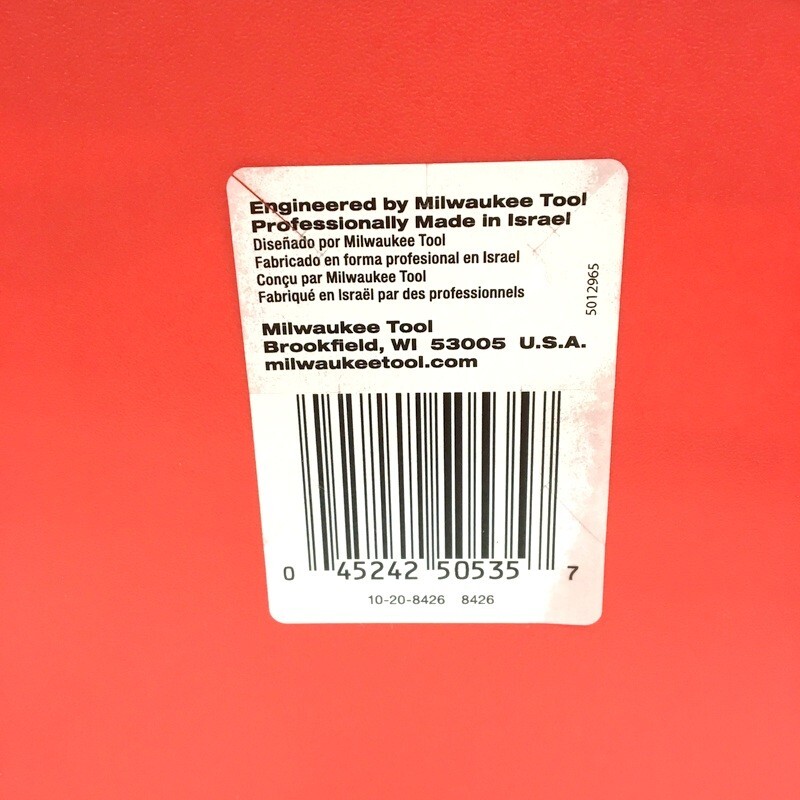 Engineered by Milwaukee Tool
Professionally Made in Israel
Diseñado por Milwaukee Tool
Fabricado en forma profesional en Israel
Conçu par Milwaukee Tool
Fabriqué en Israël par des professionnels
5012965
Milwaukee Tool
Brookfield, WI 53005 U.S.A.
milwaukeetool.com
0 45242 50535 7
10-20-8426 8426